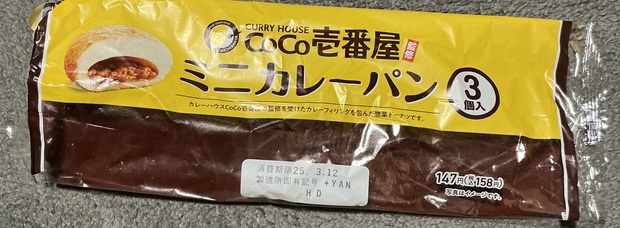 CURRY HOUSE
CoCo壱番屋 監修
ミニカレーパン
3
個入
カレーハウスCoCo壱番屋の監修を受けたカレーフィリングを包んだ惣菜ドーナツです。
消費期限25. 3.12
製造所固有記号 +YAN
HD
147円(税込158円)
写真はイメージです。